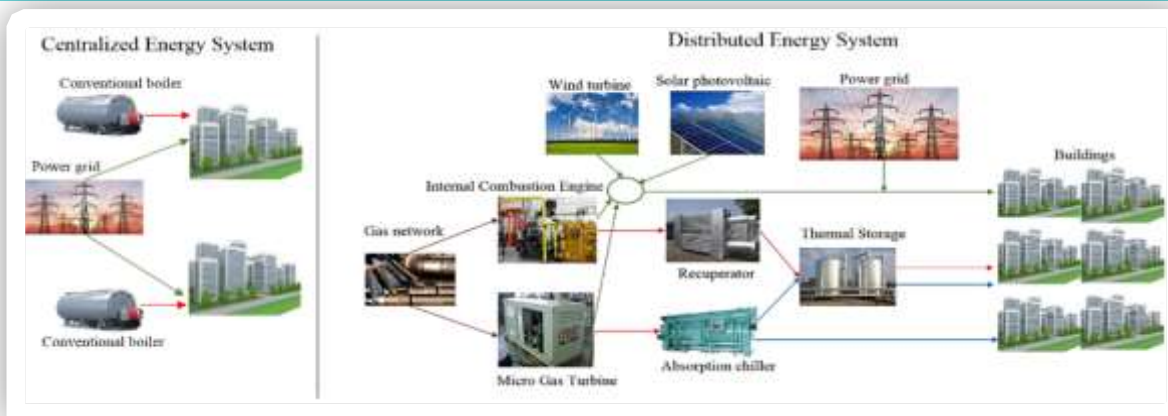 Centralized Energy System
Conventional boiler
Power grid
Conventional boiler
Distributed Energy System
Wind turbine
Solar photovoltaic
Power grid
Buildings
Internal Combustion Engine
Gas network
Thermal Storage
Recuperator
Micro Gas Turbine
Absorption chiller